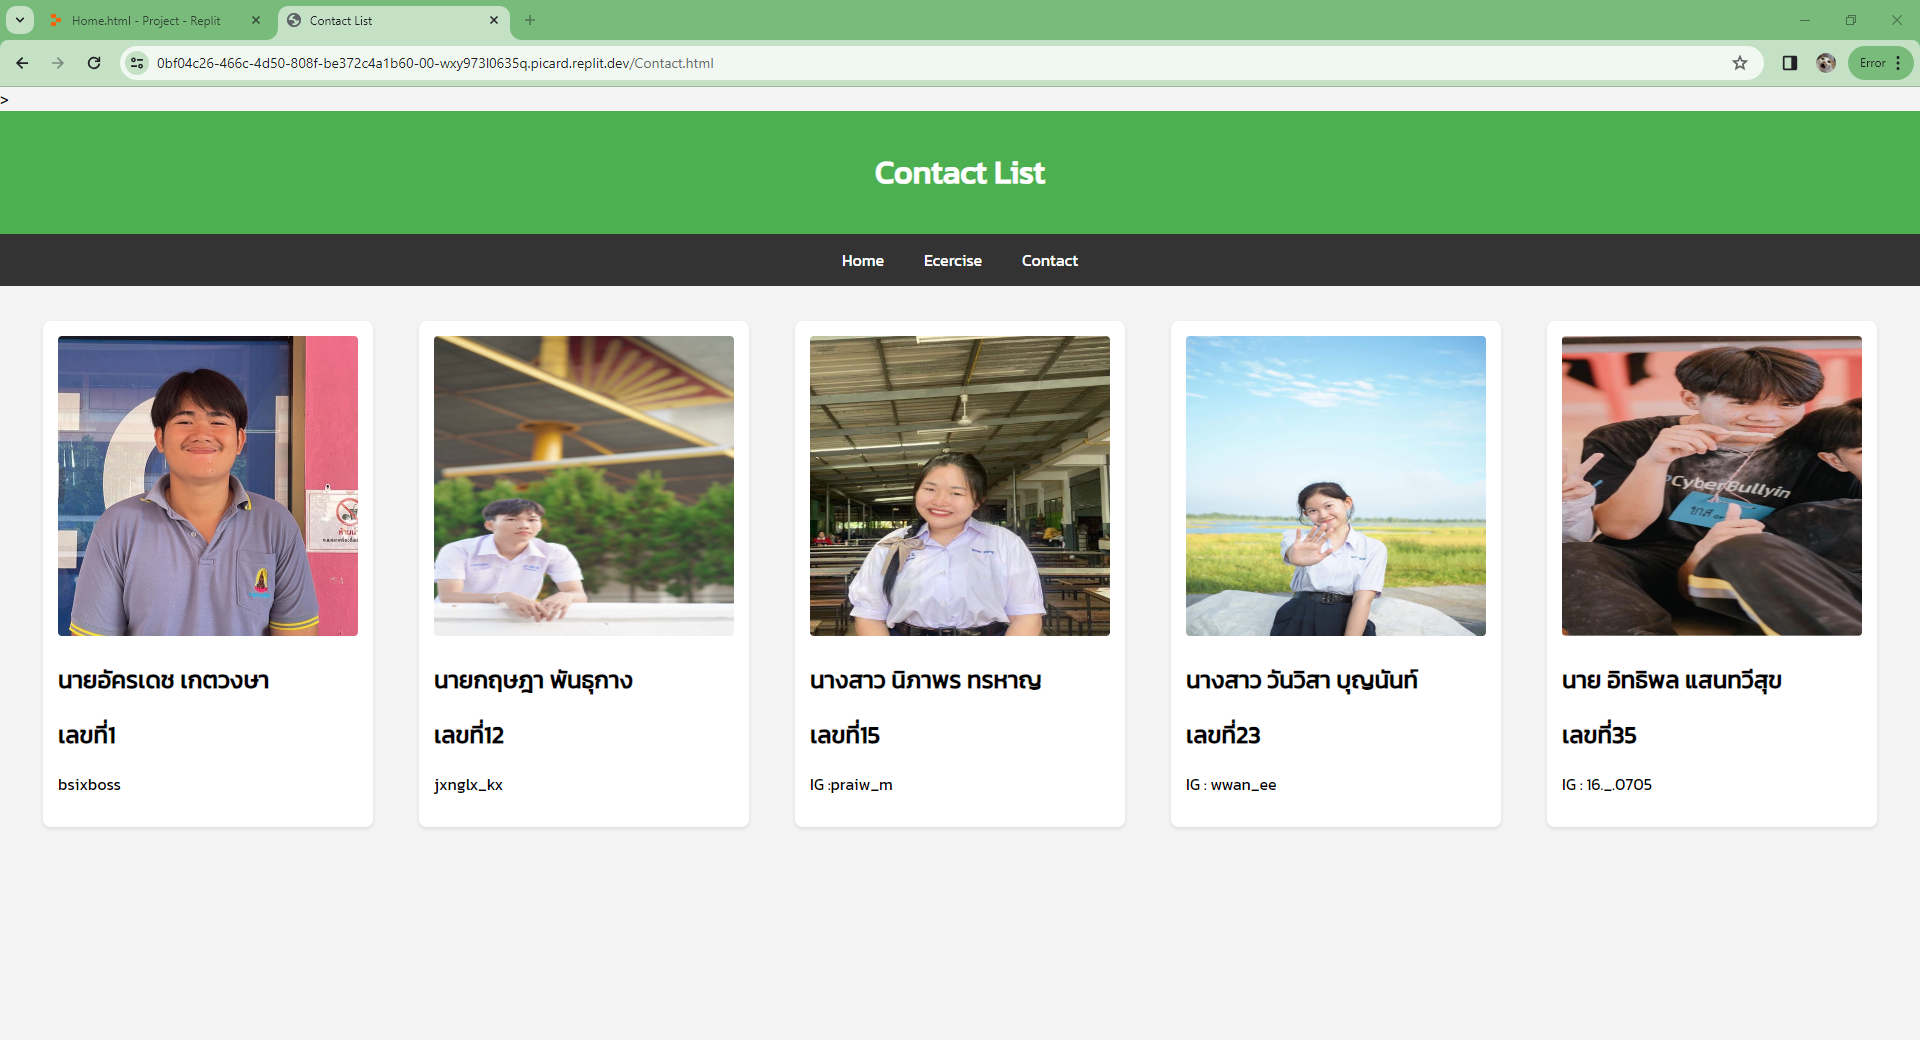 Home.html - Project - Replit
Contact List
0bf04c26-466c-4d50-808f-be372c4a1b60-00-wxy973l0635q.picard.replit.dev/Contact.html
Error
>
Contact List
Home Ecercise Contact
CyberBullyin
นายอัครเดช เกตวงษา
เลขที่1
bsixboss
นายกฤษฎา พันธุกาง
เลขที่12
jxnglx_kx
นางสาว นิภาพร ทรหาญ
เลขที่15
IG :praiw_m
นางสาว วันวิสา บุญนันท์
เลขที่23
IG : wwan_ee
นาย อิทธิพล แสนทวีสุข
เลขที่35
IG : 16._.0705